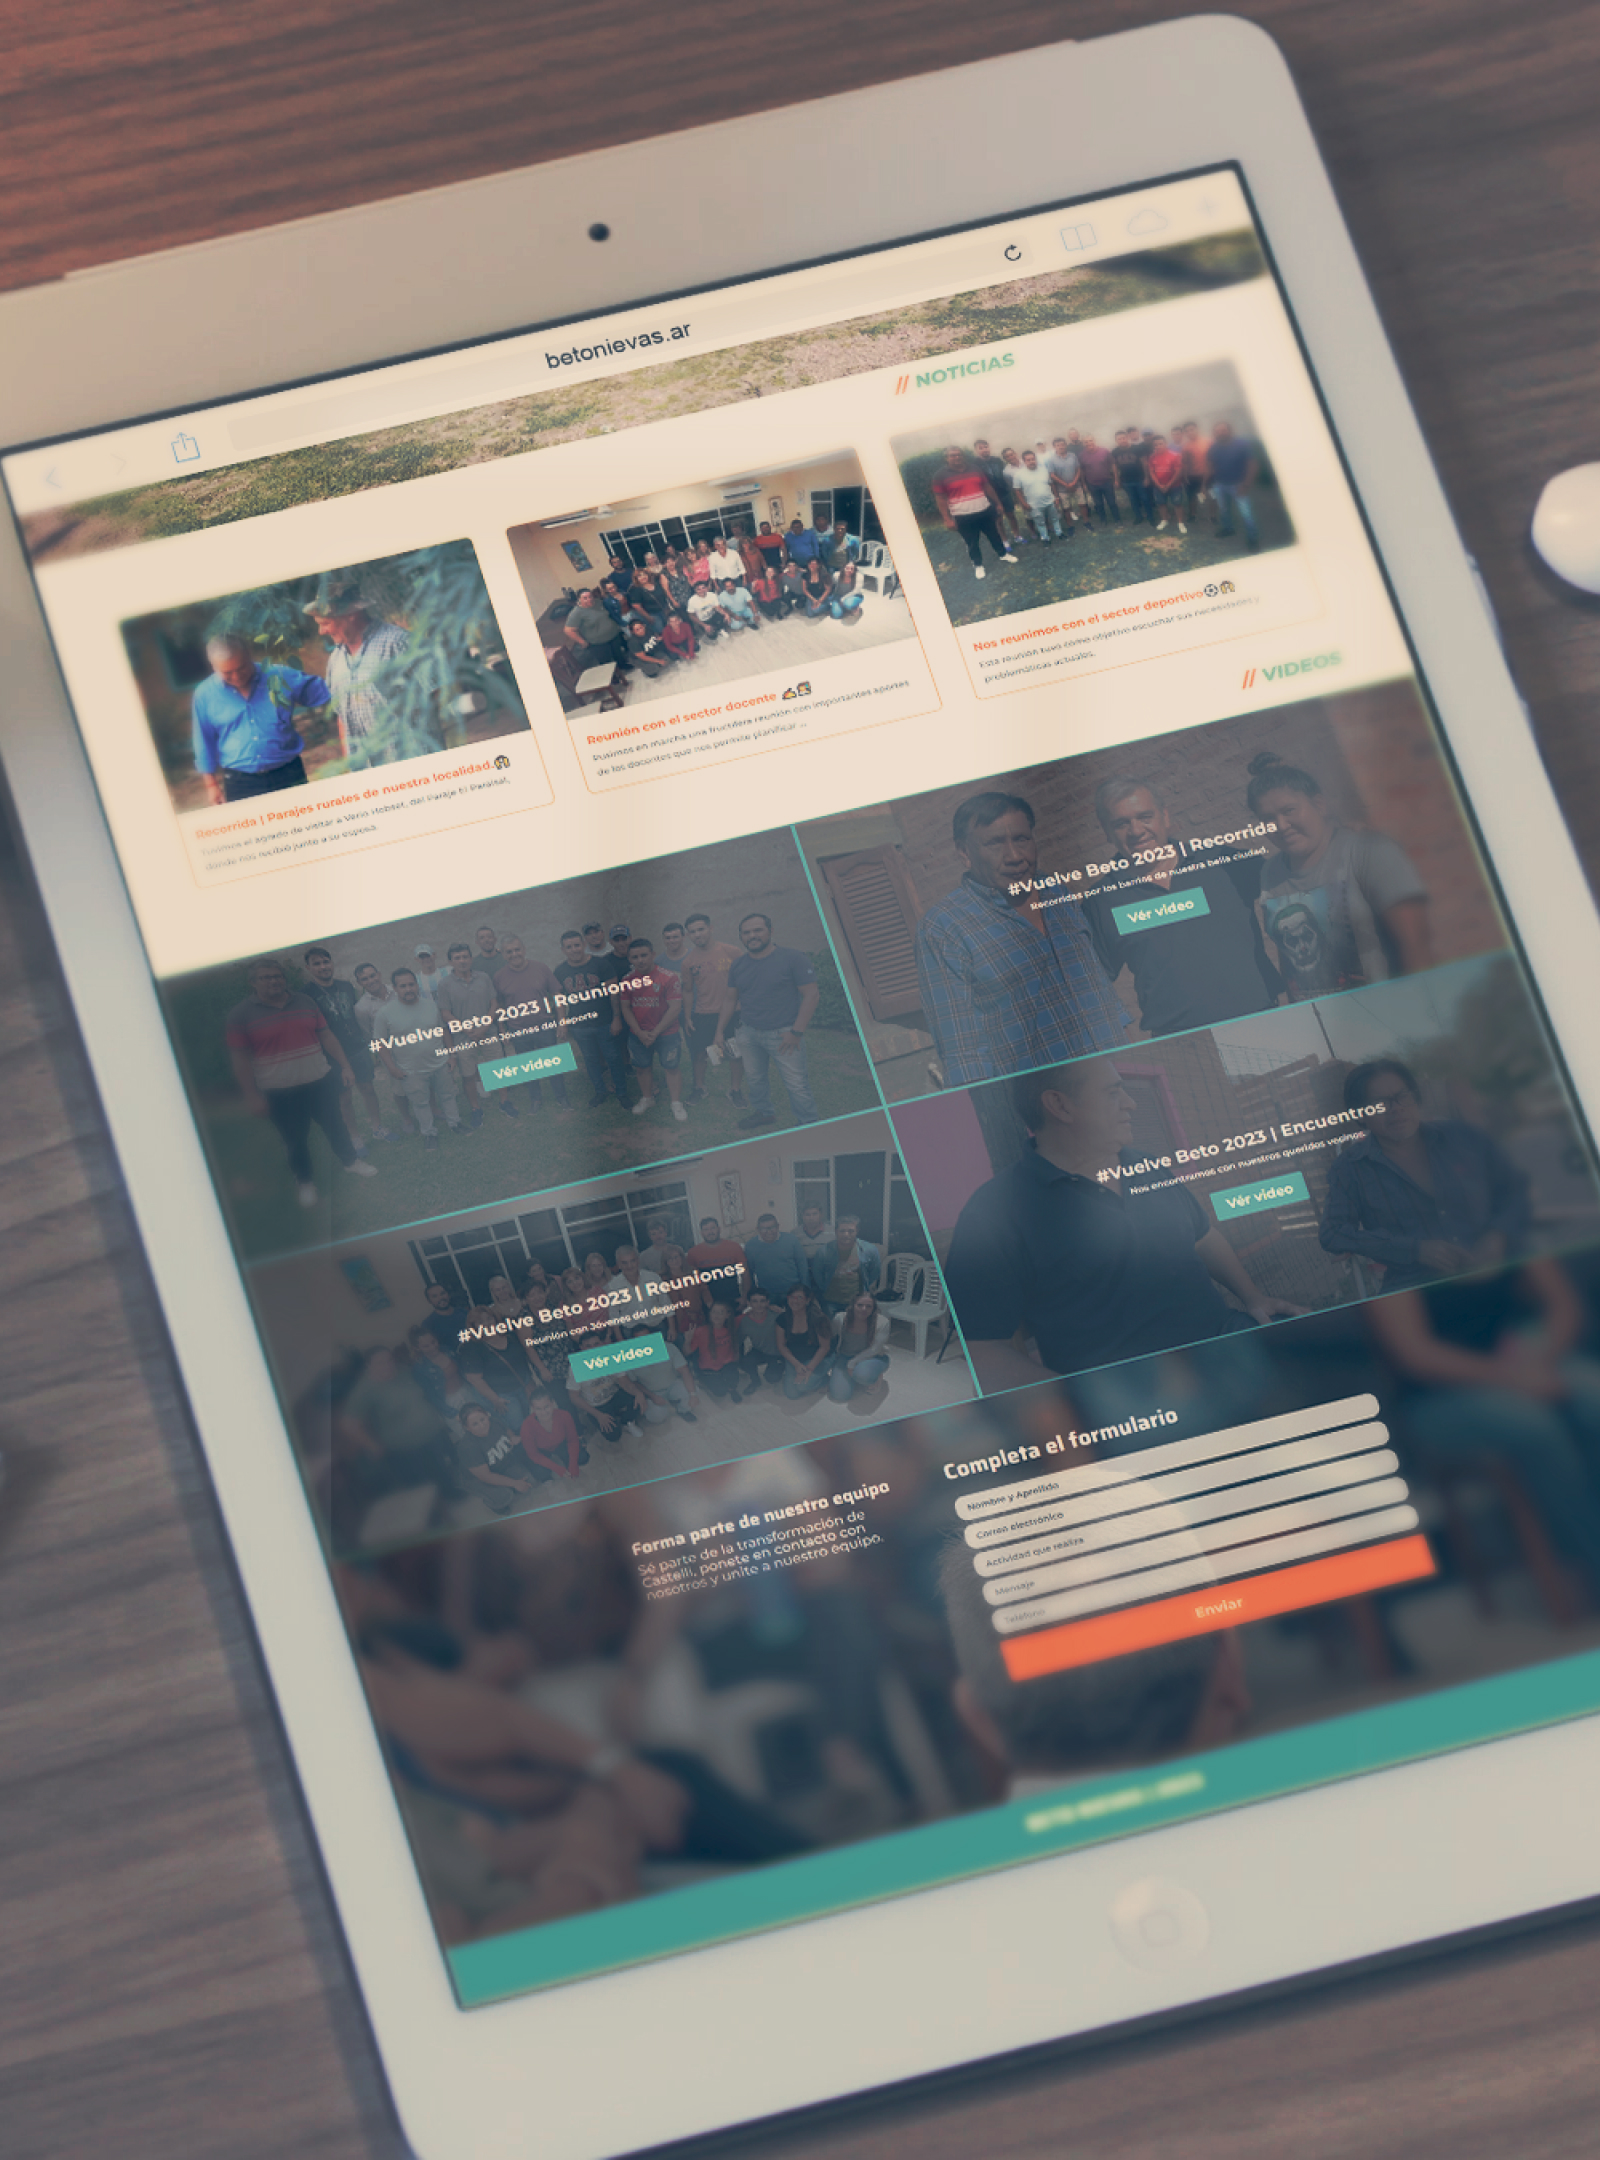 betonievas.ar
// NOTICIAS
Recorrida | Parajes rurales de nuestra localidad.
Tuvimos el agrado de visitar a Verio Hobset, del Paraje El Paraisal,
donde nos recibió junto a su esposa.
Reunión con el sector docente
Pusimos en marcha una fructífera reunión con importantes aportes
de los docentes que nos permite planificar ...
Nos reunimos con el sector deportivo
Esta reunión tuvo como objetivo escuchar sus necesidades y
problemáticas actuales.
// VIDEOS
#Vuelve Beto 2023 | Reuniones
Reunión con Jóvenes del deporte
Vér video
#Vuelve Beto 2023 | Recorrida
Recorridas por los barrios de nuestra bella ciudad.
Vér video
#Vuelve Beto 2023 | Reuniones
Reunión con Jóvenes del deporte
Vér video
#Vuelve Beto 2023 | Encuentros
Nos encontramos con nuestros queridos vecinos.
Vér video
Forma parte de nuestro equipo
Sé parte de la transformación de
Castelli, ponete en contacto con
nosotros y unite a nuestro equipo.
Completa el formulario
Nombre y Apellido
Correo electrónico
Actividad que realiza
Mensaje
Teléfono
Enviar